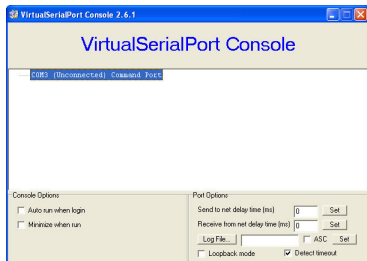 VirtualSerialPort Console 2.6.1
VirtualSerialPort Console
COM3 (Unconnected) Command Port
Console Options
Auto run when login
Minimize when run
Port Options
Send to net delay time (ms) 0 Set
Receive from net delay time (ms) 0 Set
Log File... ASC Set
Loopback mode Detect timeout